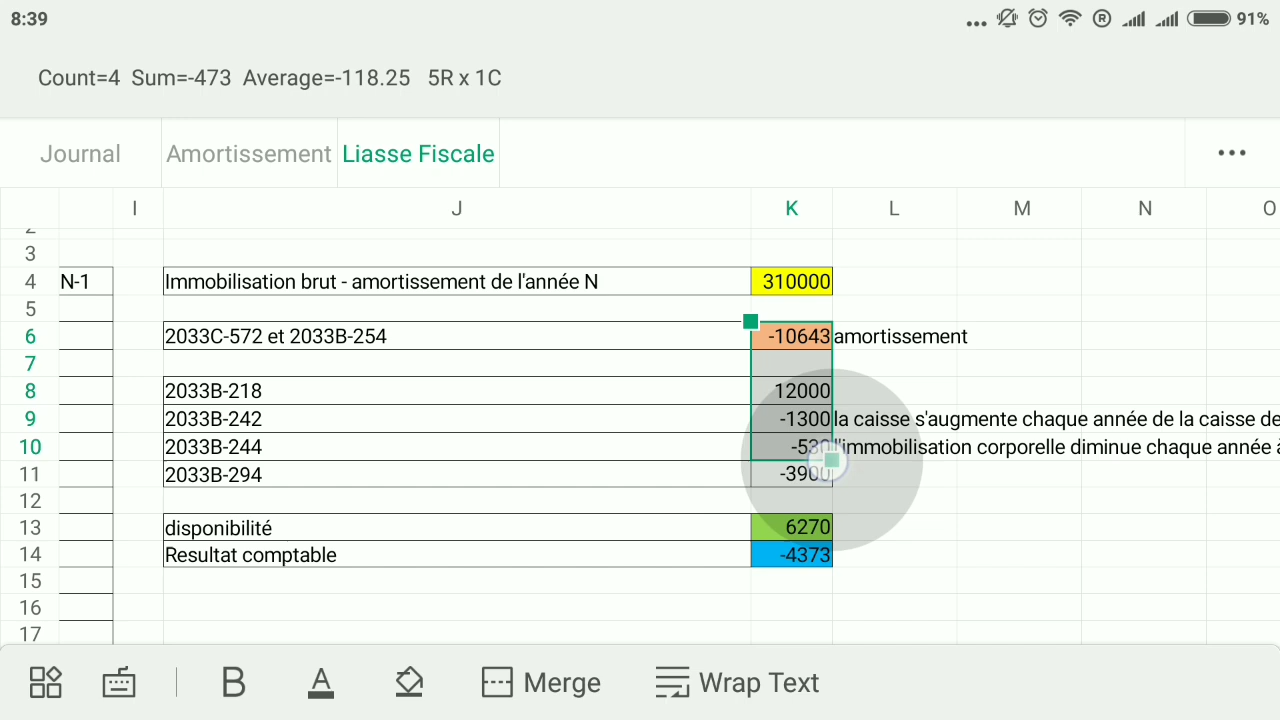 8:39 ... R 91%
Count=4 Sum=-473 Average=-118.25 5R x 1C
Journal Amortissement Liasse Fiscale
I J K L M N O
2
3
4 N-1 Immobilisation brut - amortissement de l'année N 310000
5
6 2033C-572 et 2033B-254 -10643 amortissement
7
8 2033B-218 12000
9 2033B-242 -1300 la caisse s'augmente chaque année de la caisse de
10 2033B-244 -530 l'immobilisation corporelle diminue chaque année à
11 2033B-294 -3900
12
13 disponibilité 6270
14 Resultat comptable -4373
15
16
17
B A Merge Wrap Text